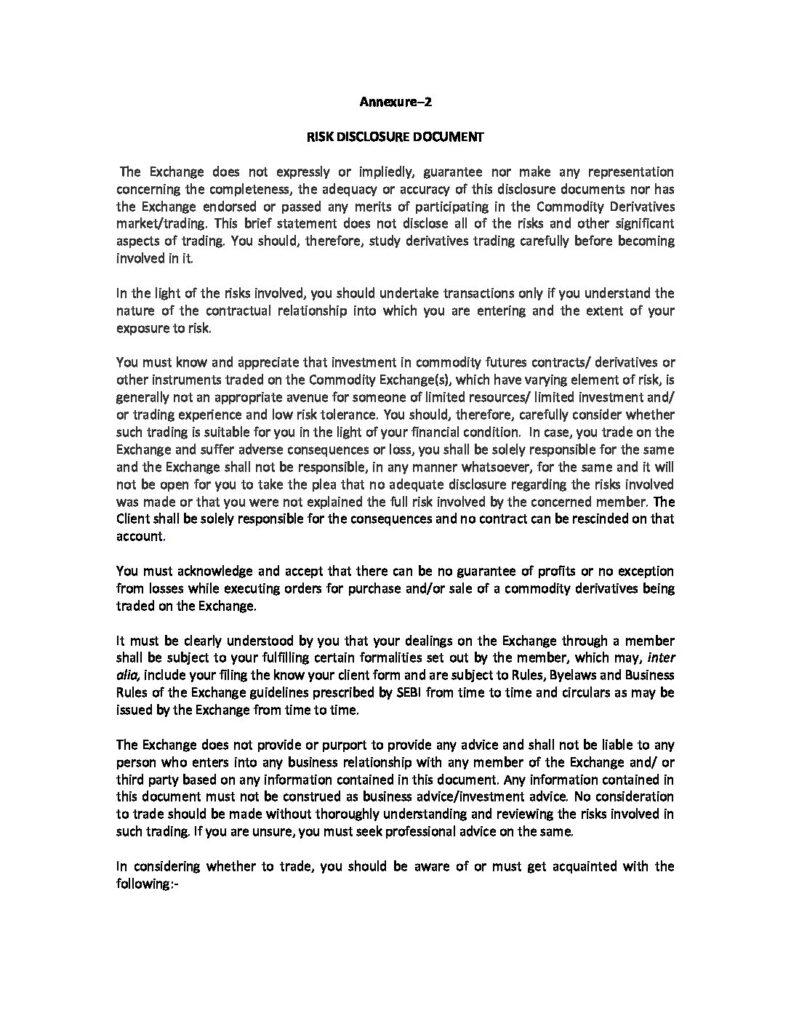 Annexure–2
RISK DISCLOSURE DOCUMENT
The Exchange does not expressly or impliedly, guarantee nor make any representation
concerning the completeness, the adequacy or accuracy of this disclosure documents nor has
the Exchange endorsed or passed any merits of participating in the Commodity Derivatives
market/trading. This brief statement does not disclose all of the risks and other significant
aspects of trading. You should, therefore, study derivatives trading carefully before becoming
involved in it.
In the light of the risks involved, you should undertake transactions only if you understand the
nature of the contractual relationship into which you are entering and the extent of your
exposure to risk.
You must know and appreciate that investment in commodity futures contracts/ derivatives or
other instruments traded on the Commodity Exchange(s), which have varying element of risk, is
generally not an appropriate avenue for someone of limited resources/ limited investment and/
or trading experience and low risk tolerance. You should, therefore, carefully consider whether
such trading is suitable for you in the light of your financial condition. In case, you trade on the
Exchange and suffer adverse consequences or loss, you shall be solely responsible for the same
and the Exchange shall not be responsible, in any manner whatsoever, for the same and it will
not be open for you to take the plea that no adequate disclosure regarding the risks involved
was made or that you were not explained the full risk involved by the concerned member. The
Client shall be solely responsible for the consequences and no contract can be rescinded on that
account.
You must acknowledge and accept that there can be no guarantee of profits or no exception
from losses while executing orders for purchase and/or sale of a commodity derivatives being
traded on the Exchange.
It must be clearly understood by you that your dealings on the Exchange through a member
shall be subject to your fulfilling certain formalities set out by the member, which may, inter
alia, include your filing the know your client form and are subject to Rules, Byelaws and Business
Rules of the Exchange guidelines prescribed by SEBI from time to time and circulars as may be
issued by the Exchange from time to time.
The Exchange does not provide or purport to provide any advice and shall not be liable to any
person who enters into any business relationship with any member of the Exchange and/ or
third party based on any information contained in this document. Any information contained in
this document must not be construed as business advice/investment advice. No consideration
to trade should be made without thoroughly understanding and reviewing the risks involved in
such trading. If you are unsure, you must seek professional advice on the same.
In considering whether to trade, you should be aware of or must get acquainted with the
following:-